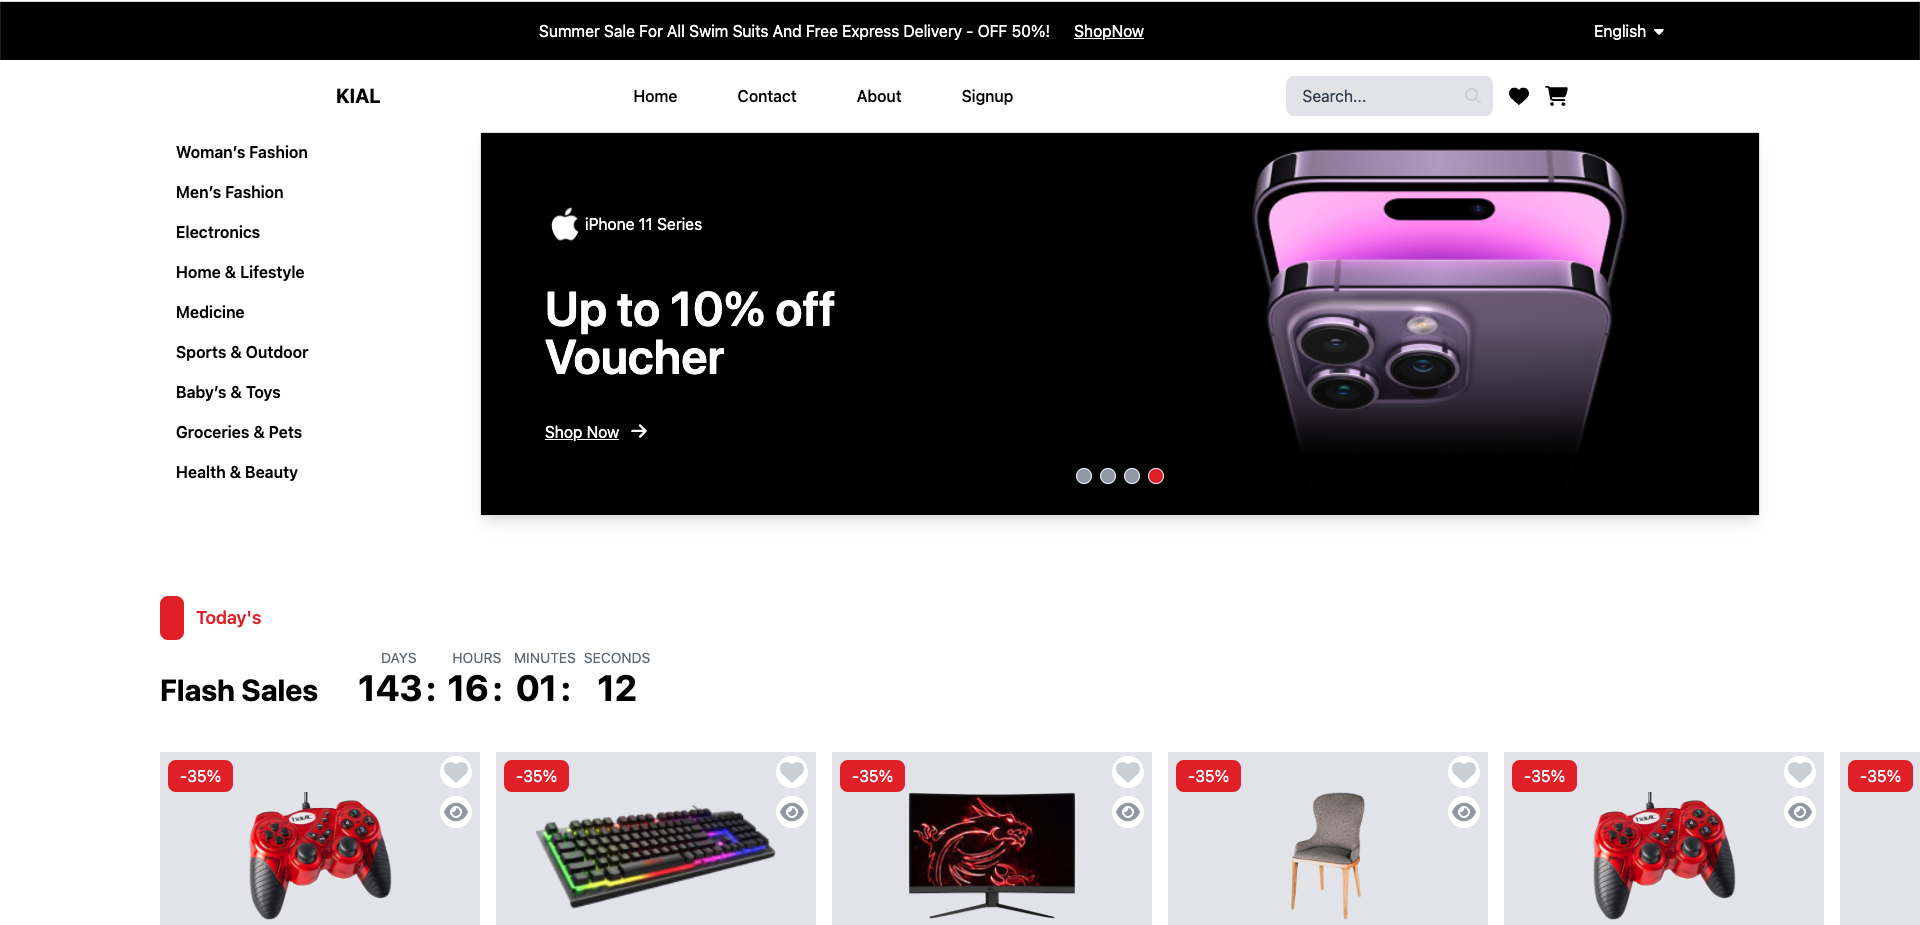 Summer Sale For All Swim Suits And Free Express Delivery - OFF 50%! ShopNow English
KIAL Home Contact About Signup Search...
Woman’s Fashion
Men’s Fashion
Electronics
Home & Lifestyle
Medicine
Sports & Outdoor
Baby’s & Toys
Groceries & Pets
Health & Beauty
iPhone 11 Series
Up to 10% off
Voucher
Shop Now
Today's
DAYS HOURS MINUTES SECONDS
Flash Sales 143 : 16 : 01 : 12
-35% -35% -35% -35% -35% -35%